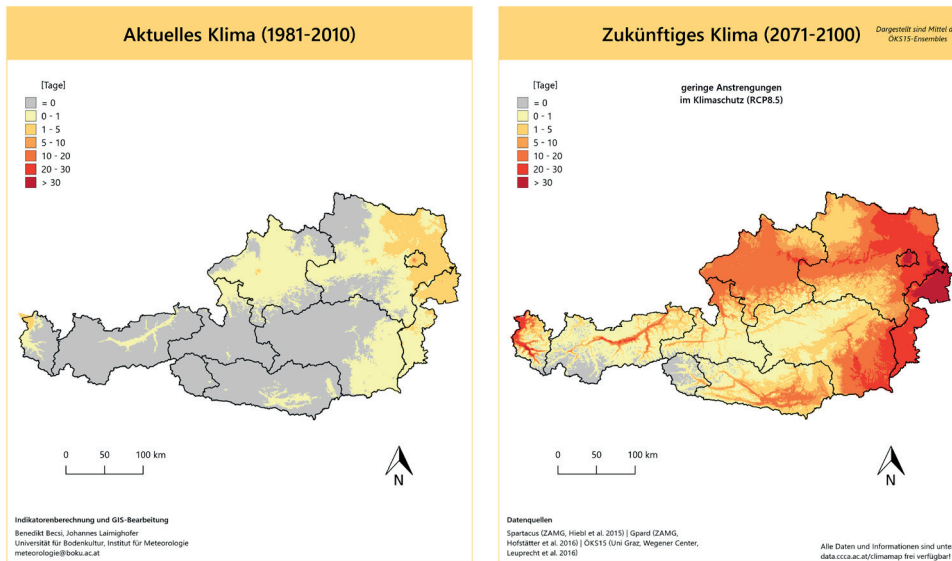 Aktuelles Klima (1981-2010)
[Tage]
= 0
0 - 1
1 - 5
5 - 10
10 - 20
20 - 30
> 30
0 50 100 km
N
Indikatorenberechnung und GIS-Bearbeitung
Benedikt Becsi, Johannes Laimighofer
Universität für Bodenkultur, Institut für Meteorologie
meteorologie@boku.ac.at
Zukünftiges Klima (2071-2100)
Dargestellt sind Mittel d
ÖKS15-Ensembles
[Tage]
= 0
0 - 1
1 - 5
5 - 10
10 - 20
20 - 30
> 30
geringe Anstrengungen
im Klimaschutz (RCP8.5)
0 50 100 km
N
Datenquellen
Spartacus (ZAMG, Hiebl et al. 2015) | Gpard (ZAMG,
Hofstätter et al. 2016) | ÖKS15 (Uni Graz, Wegener Center,
Leuprecht et al. 2016)
Alle Daten und Informationen sind unte
data.ccca.ac.at/climamap frei verfügbar!